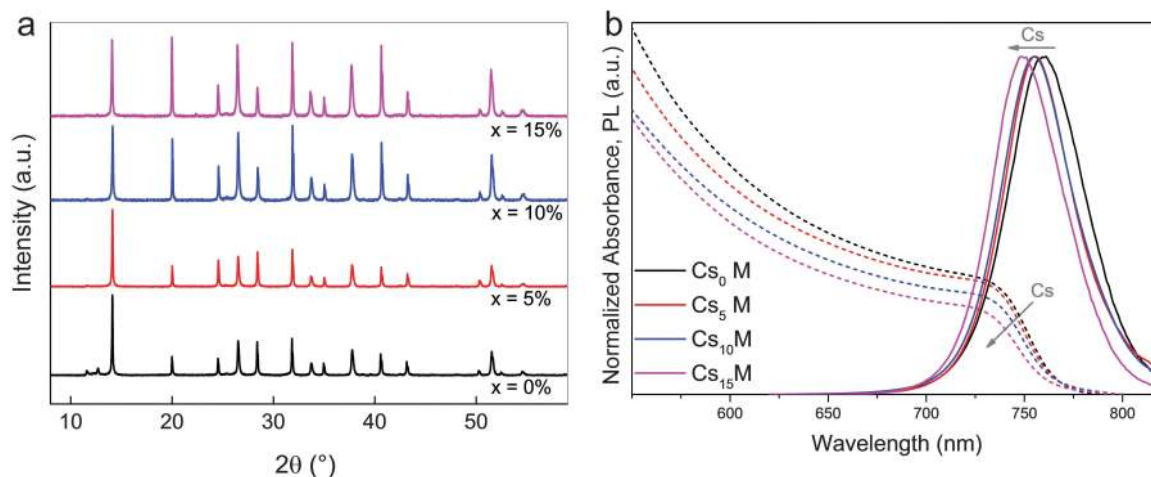 a
Intensity (a.u.)
x = 15%
x = 10%
x = 5%
x = 0%
10 20 30 40 50
2θ (°)
b
Normalized Absorbance, PL (a.u.)
Cs
Cs₀ M
Cs₅ M
Cs₁₀M
Cs₁₅M
Cs
600 650 700 750 800
Wavelength (nm)